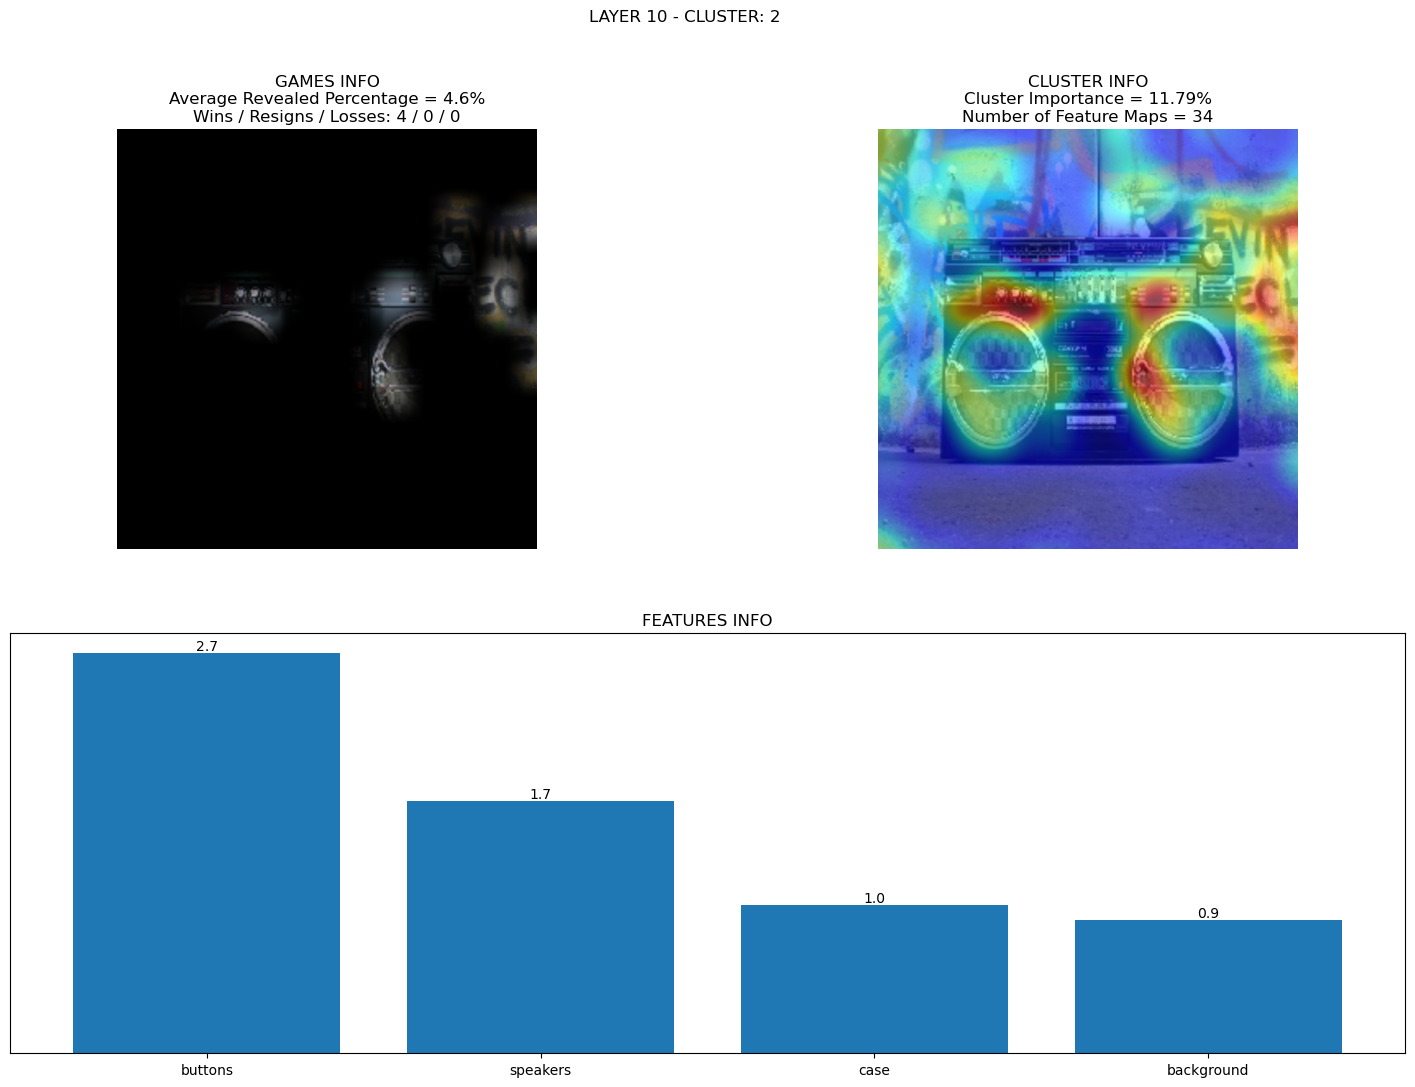 LAYER 10 - CLUSTER: 2
GAMES INFO
Average Revealed Percentage = 4.6%
Wins / Resigns / Losses: 4 / 0 / 0
CLUSTER INFO
Cluster Importance = 11.79%
Number of Feature Maps = 34
FEATURES INFO
2.7
1.7
1.0
0.9
buttons
speakers
case
background